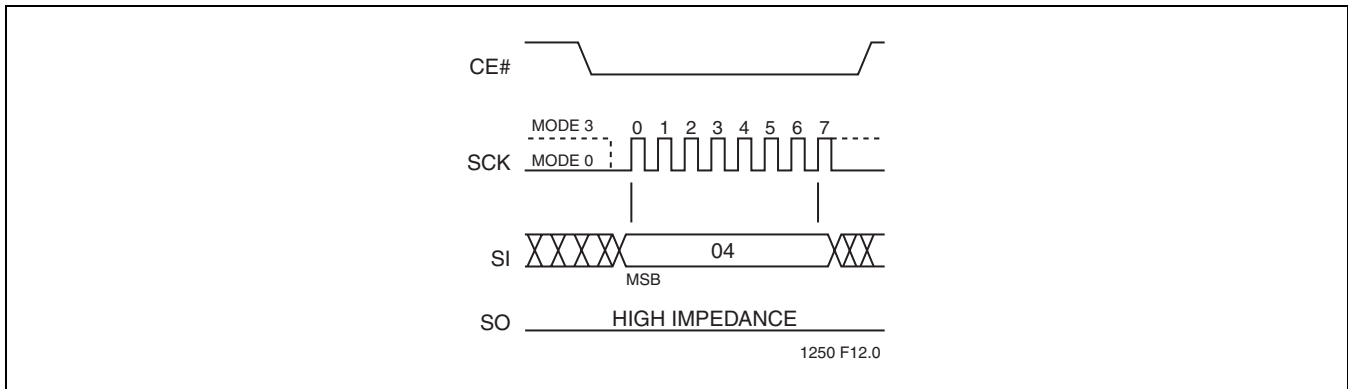 CE#
MODE 3
0 1 2 3 4 5 6 7
SCK
MODE 0
SI
04
MSB
SO
HIGH IMPEDANCE
1250 F12.0